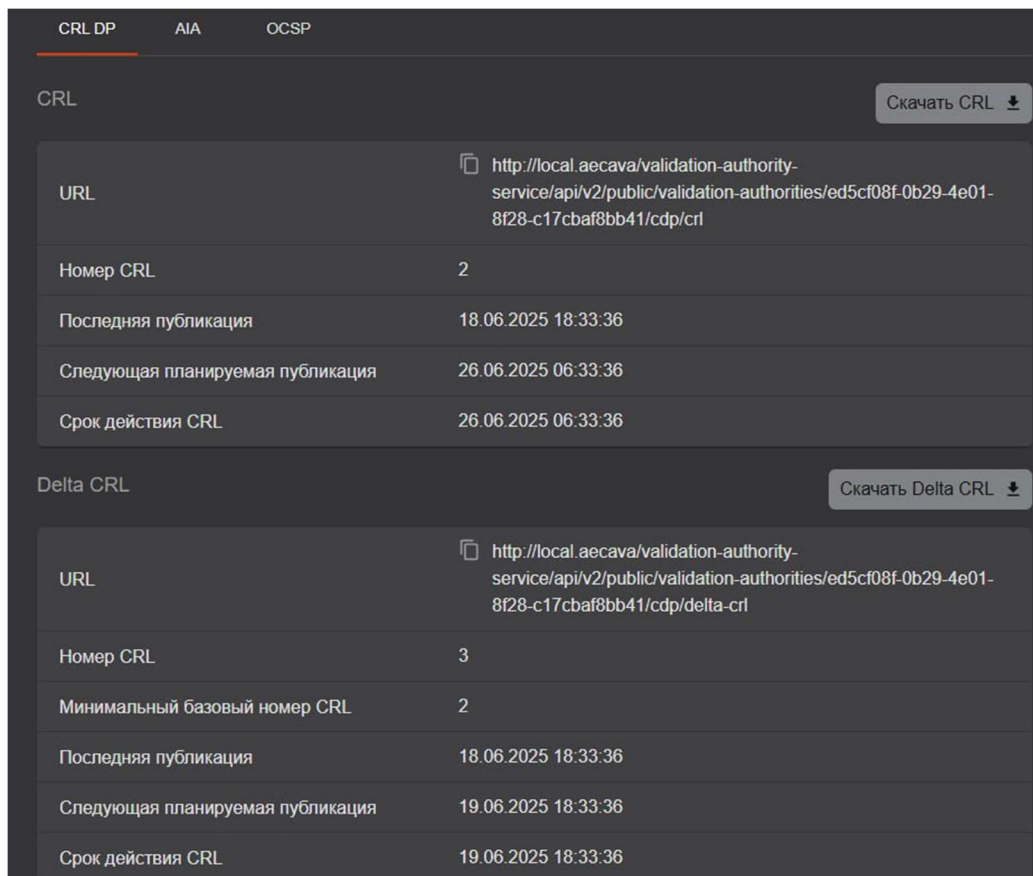 CRL DP AIA OCSP
CRL
Скачать CRL
URL
http://local.aecava/validation-authority-
service/api/v2/public/validation-authorities/ed5cf08f-0b29-4e01-
8f28-c17cbaf8bb41/cdp/crl
Номер CRL 2
Последняя публикация 18.06.2025 18:33:36
Следующая планируемая публикация 26.06.2025 06:33:36
Срок действия CRL 26.06.2025 06:33:36
Delta CRL
Скачать Delta CRL
URL
http://local.aecava/validation-authority-
service/api/v2/public/validation-authorities/ed5cf08f-0b29-4e01-
8f28-c17cbaf8bb41/cdp/delta-crl
Номер CRL 3
Минимальный базовый номер CRL 2
Последняя публикация 18.06.2025 18:33:36
Следующая планируемая публикация 19.06.2025 18:33:36
Срок действия CRL 19.06.2025 18:33:36